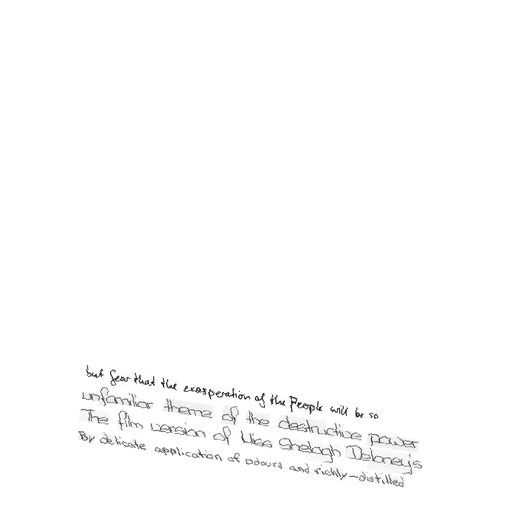 but fear that the exasperation of the People will be so
unfamiliar theme of the destructive power
The film version of Miss Shelagh Delaney's
By delicate application of odours and richly-distilled